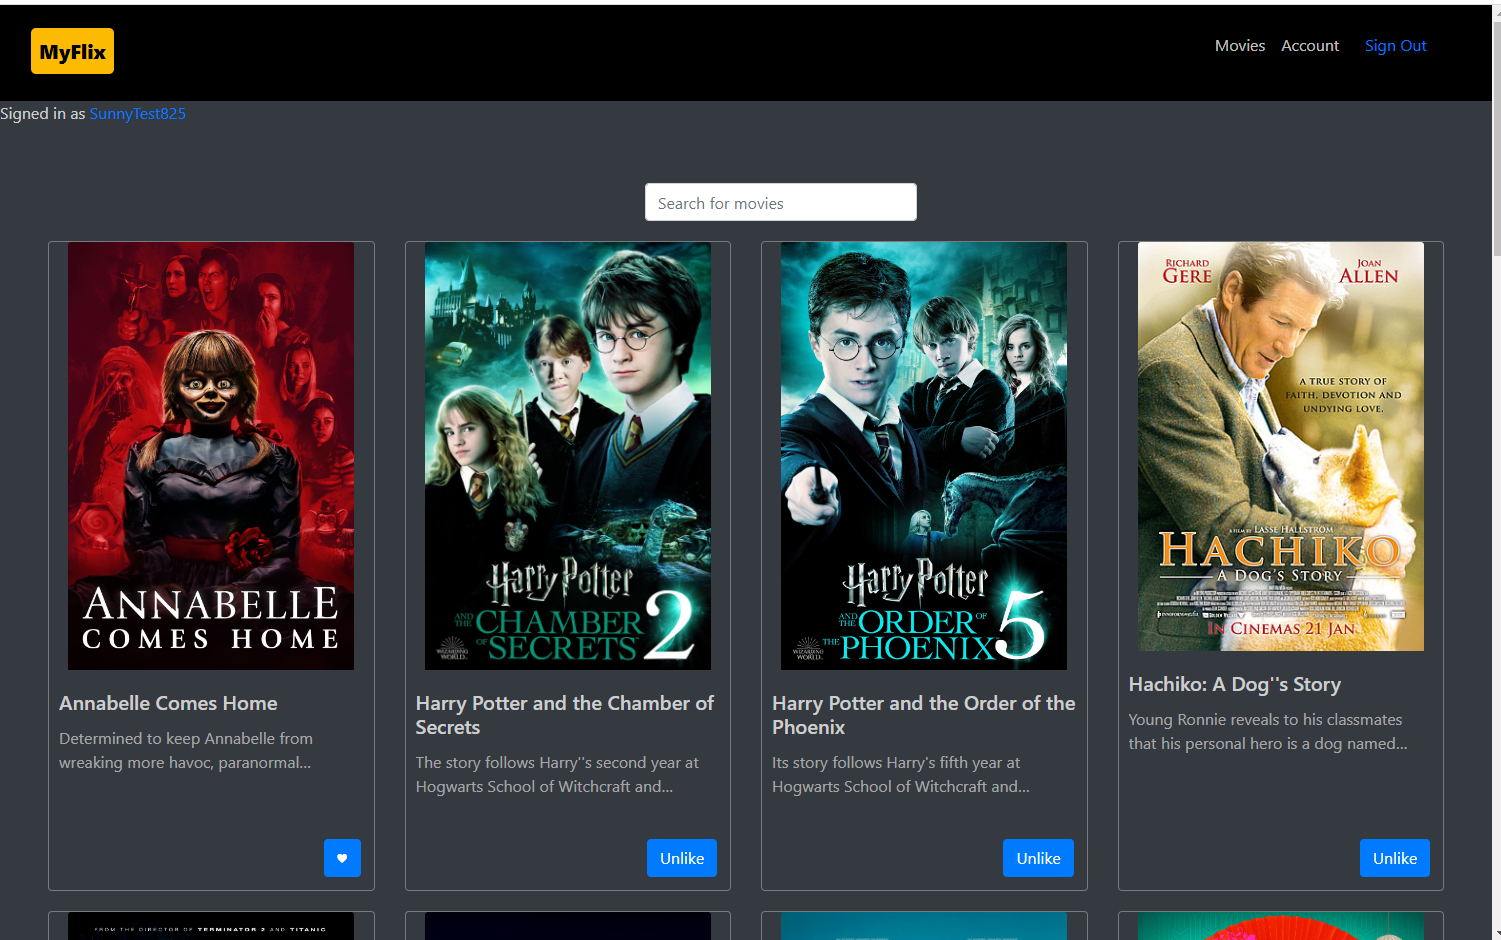 MyFlix
Movies Account Sign Out
Signed in as SunnyTest825
Search for movies
ANNABELLE
COMES HOME
Annabelle Comes Home
Determined to keep Annabelle from
wreaking more havoc, paranormal...
Harry Potter
AND THE CHAMBER
OF SECRETS 2
WIZARDING
WORLD
Harry Potter and the Chamber of
Secrets
The story follows Harry''s second year at
Hogwarts School of Witchcraft and...
Unlike
Harry Potter
AND THE ORDER OF
THE PHOENIX 5
WIZARDING
WORLD
Harry Potter and the Order of the
Phoenix
Its story follows Harry's fifth year at
Hogwarts School of Witchcraft and...
Unlike
RICHARD GERE
JOAN ALLEN
A TRUE STORY OF
FAITH, DEVOTION AND
UNDYING LOVE.
A FILM BY LASSE HALLSTRÖM
HACHIKO
A DOG'S STORY
IN CINEMAS 21 JAN
Hachiko: A Dog''s Story
Young Ronnie reveals to his classmates
that his personal hero is a dog named...
Unlike
FROM THE DIRECTOR OF TERMINATOR 2 AND TITANIC